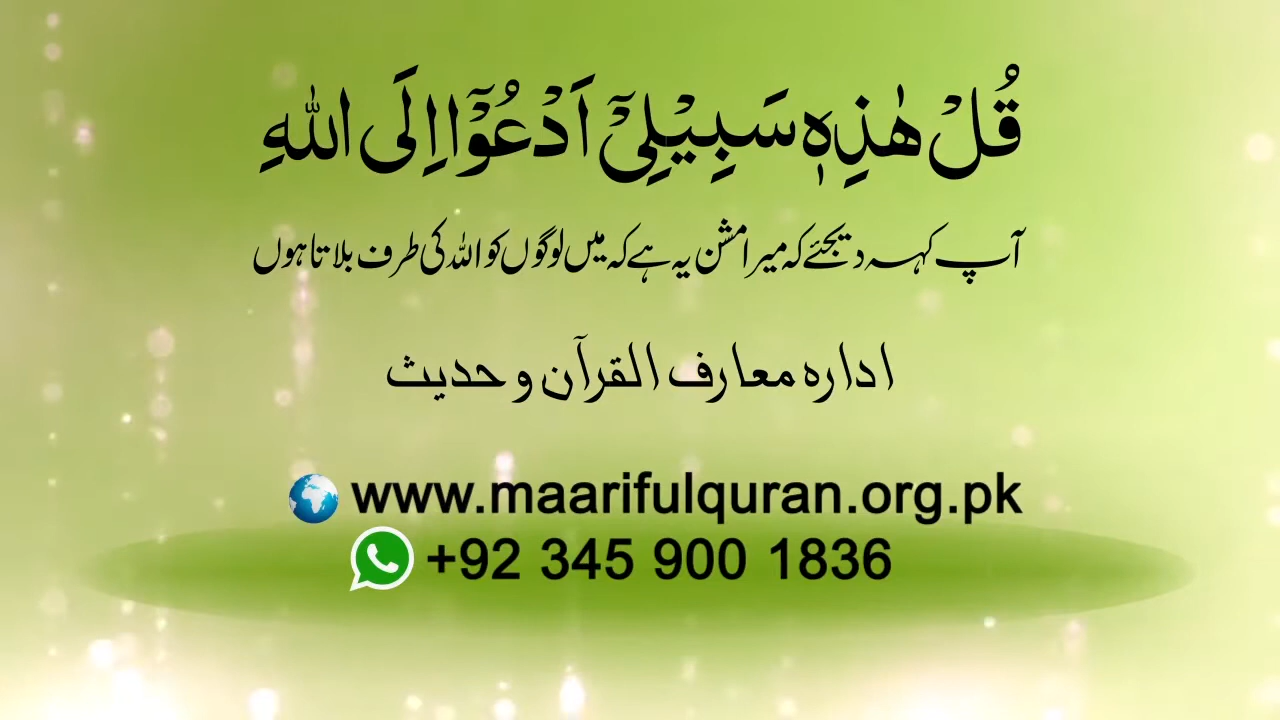 قُلْ هٰذِهٖ سَبِيْلِيْٓ اَدْعُوْٓا اِلَى اللّٰهِ
آپ کہہ دیجئے کہ میرا مشن یہ ہے کہ میں لوگوں کو اللہ کی طرف بلاتا ہوں
ادارہ معارف القرآن و حدیث
www.maarifulquran.org.pk
+92 345 900 1836